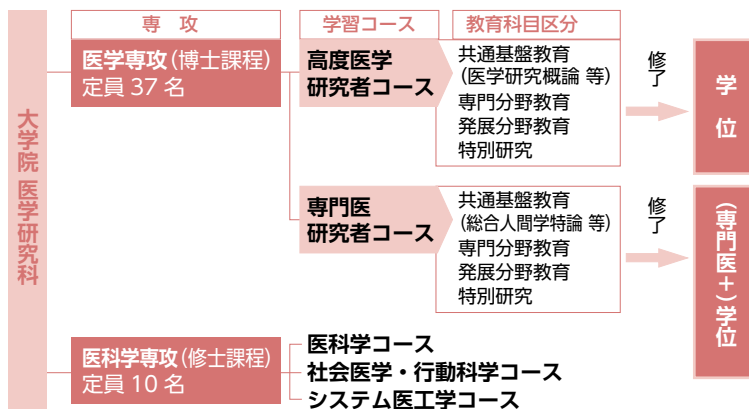 専 攻
学習コース
教育科目区分
大学院 医学研究科
医学専攻(博士課程)
定員 37 名
高度医学
研究者コース
共通基盤教育
(医学研究概論 等)
専門分野教育
発展分野教育
特別研究
修了
学 位
専門医
研究者コース
共通基盤教育
(総合人間学特論 等)
専門分野教育
発展分野教育
特別研究
修了
(専門医+)学位
医科学専攻(修士課程)
定員 10 名
医科学コース
社会医学・行動科学コース
システム医工学コース